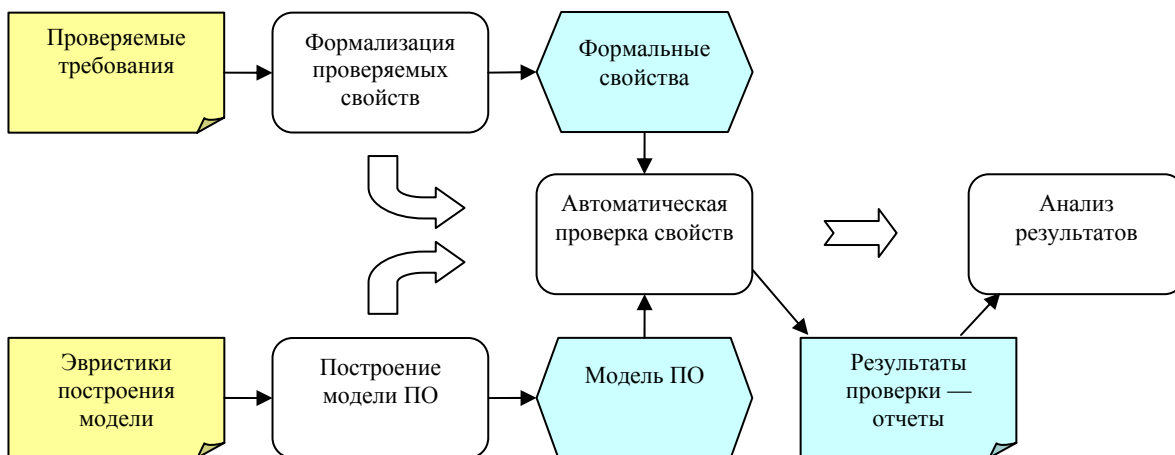 Проверяемые
требования
Формализация
проверяемых
свойств
Формальные
свойства
Автоматическая
проверка свойств
Анализ
результатов
Эвристики
построения
модели
Построение
модели ПО
Модель ПО
Результаты
проверки —
отчеты